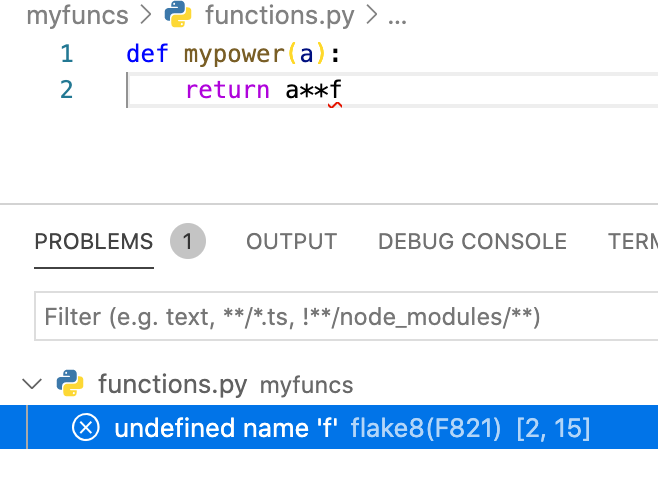 myfuncs > functions.py > ...
1 def mypower(a):
2     return a**f
PROBLEMS 1 OUTPUT DEBUG CONSOLE TERM
Filter (e.g. text, **/*.ts, !**/node_modules/**)
functions.py myfuncs
undefined name 'f' flake8(F821) [2, 15]